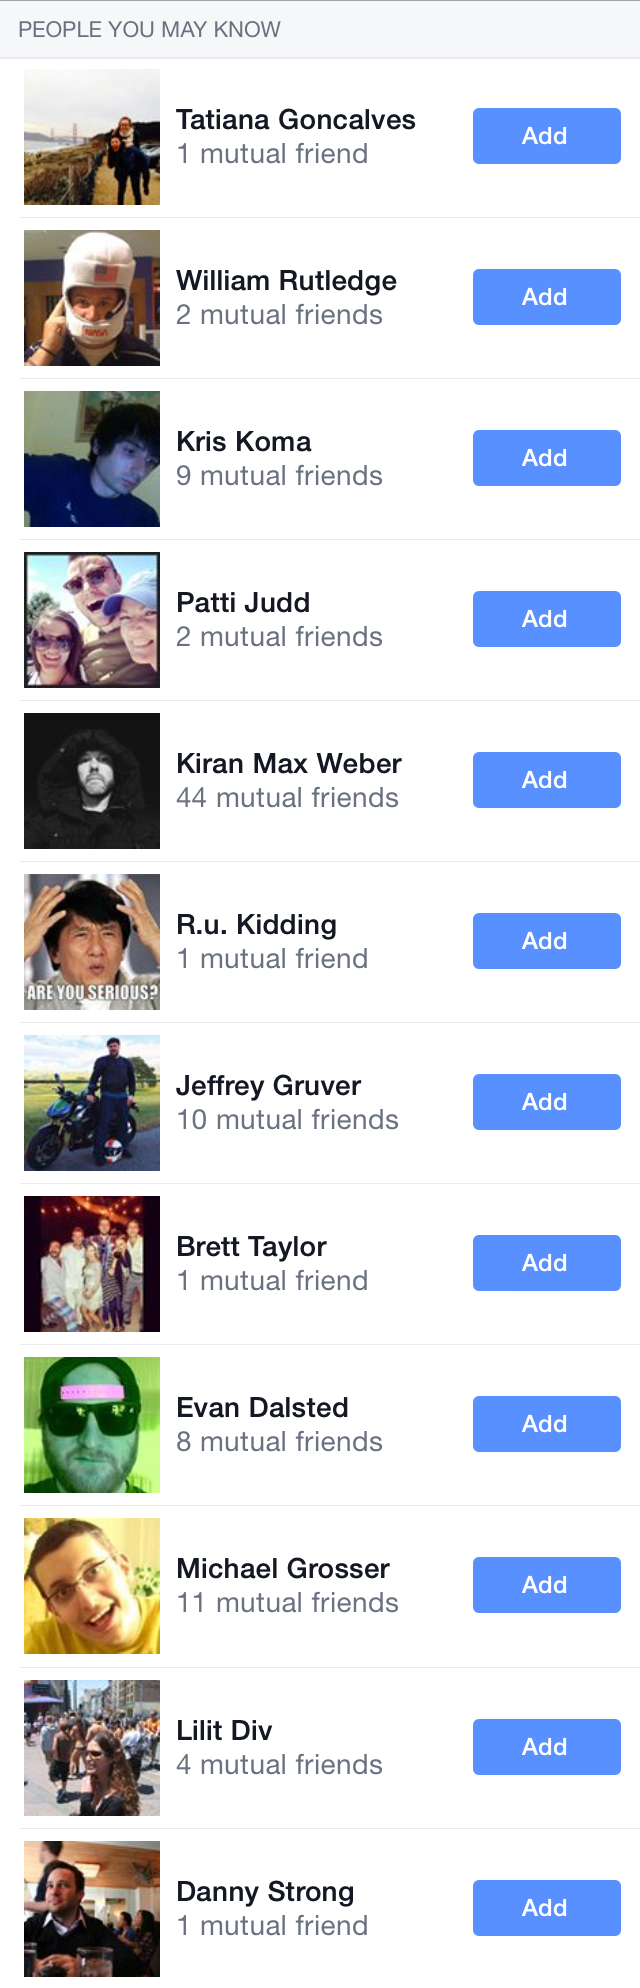 PEOPLE YOU MAY KNOW
Tatiana Goncalves
1 mutual friend
Add
William Rutledge
2 mutual friends
Add
NASA
Kris Koma
9 mutual friends
Add
Patti Judd
2 mutual friends
Add
Kiran Max Weber
44 mutual friends
Add
R.u. Kidding
1 mutual friend
Add
ARE YOU SERIOUS?
Jeffrey Gruver
10 mutual friends
Add
Brett Taylor
1 mutual friend
Add
Evan Dalsted
8 mutual friends
Add
Michael Grosser
11 mutual friends
Add
Lilit Div
4 mutual friends
Add
Danny Strong
1 mutual friend
Add